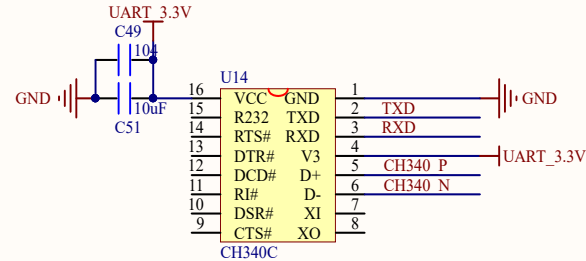 UART_3.3V
C49
104
GND
10uF
C51
U14
16 VCC GND 1 GND
15 R232 TXD 2 TXD
14 RTS# RXD 3 RXD
13 DTR# V3 4 UART_3.3V
12 DCD# D+ 5 CH340_P
11 RI# D- 6 CH340_N
10 DSR# XI 7
9 CTS# XO 8
CH340C